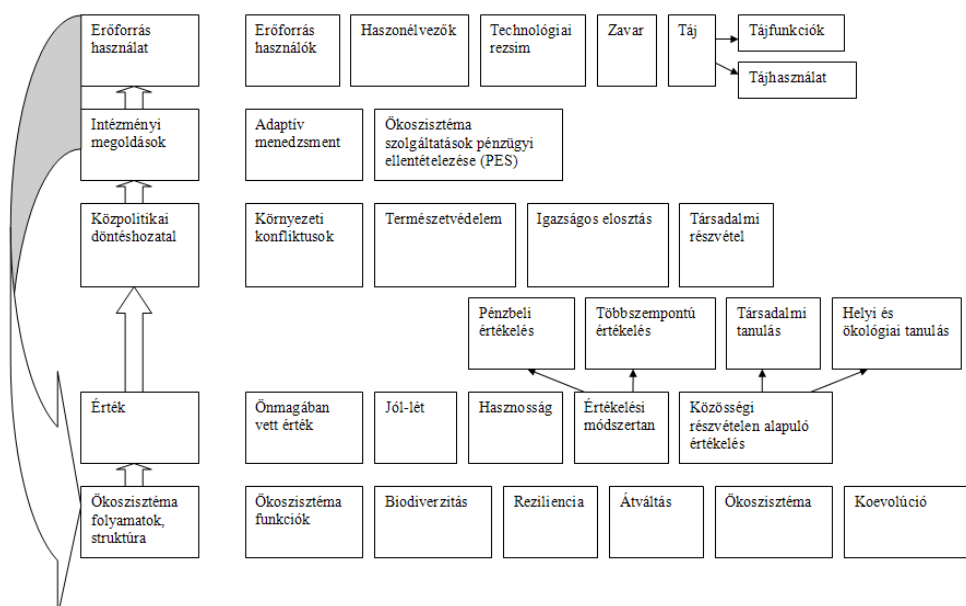 Erőforrás
használat
Erőforrás
használók
Haszonélvezők
Technológiai
rezsim
Zavar
Táj
Tájfunkciók
Tájhasználat
Intézményi
megoldások
Adaptív
menedzsment
Ökoszisztéma
szolgáltatások pénzügyi
ellentételezése (PES)
Közpolitikai
döntéshozatal
Környezeti
konfliktusok
Természetvédelem
Igazságos elosztás
Társadalmi
részvétel
Pénzbeli
értékelés
Többszempontú
értékelés
Társadalmi
tanulás
Helyi és
ökológiai tanulás
Érték
Önmagában
vett érték
Jól-lét
Hasznosság
Értékelési
módszertan
Közösségi
részvételen alapuló
értékelés
Ökoszisztéma
folyamatok,
struktúra
Ökoszisztéma
funkciók
Biodiverzitás
Reziliencia
Átváltás
Ökoszisztéma
Koevolúció